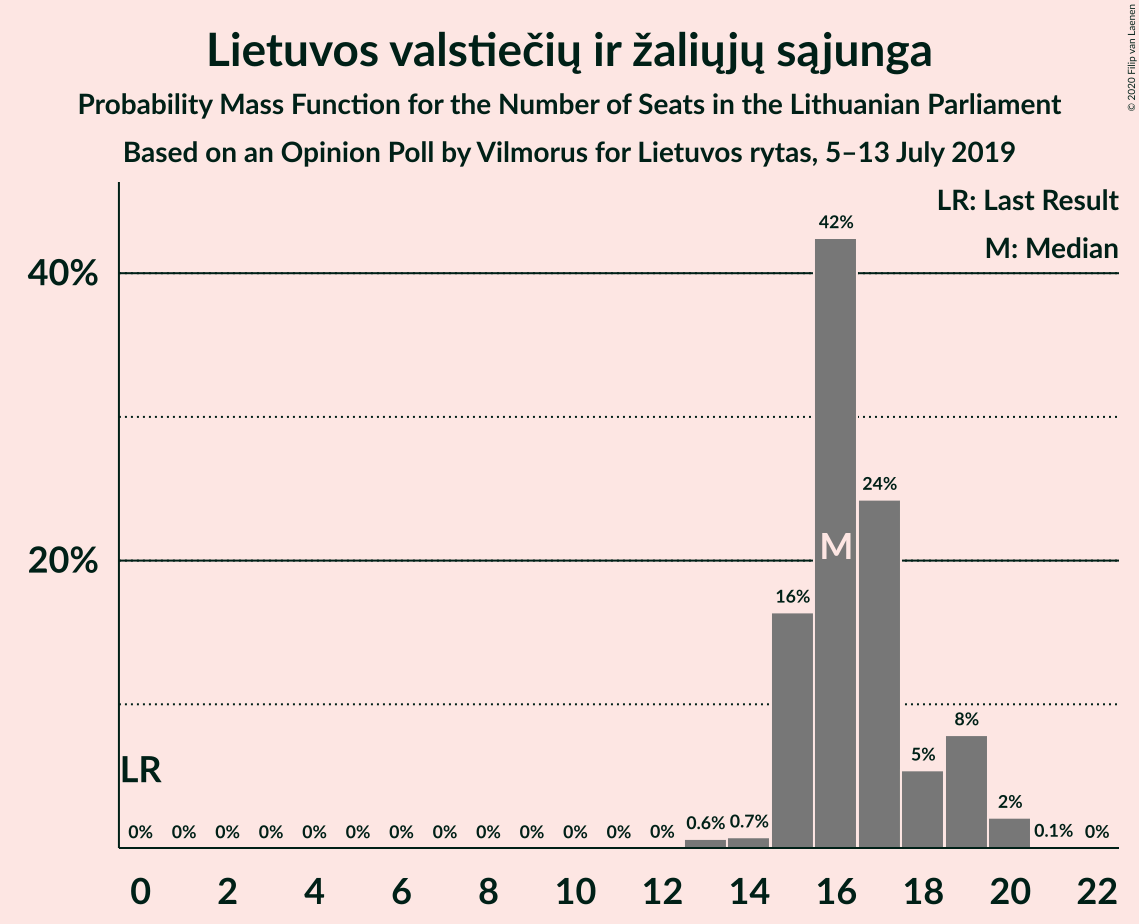 Lietuvos valstiečių ir žaliųjų sąjunga
Probability Mass Function for the Number of Seats in the Lithuanian Parliament
Based on an Opinion Poll by Vilmorus for Lietuvos rytas, 5–13 July 2019
© 2020 Filip van Laenen
LR: Last Result
M: Median
40%
20%
42%
24%
16%
M
8%
5%
2%
LR
0% 0% 0% 0% 0% 0% 0% 0% 0% 0% 0% 0% 0% 0.6% 0.7% 0.1% 0%
0 2 4 6 8 10 12 14 16 18 20 22